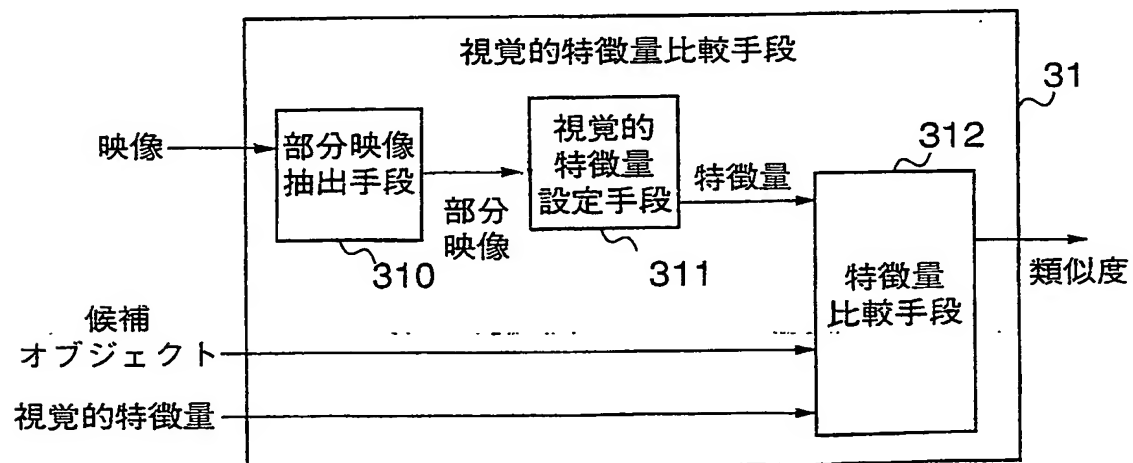 視覚的特徴量比較手段
31
映像
部分映像
抽出手段
310
部分
映像
視覚的
特徴量
設定手段
311
特徴量
312
特徴量
比較手段
類似度
候補
オブジェクト
視覚的特徴量